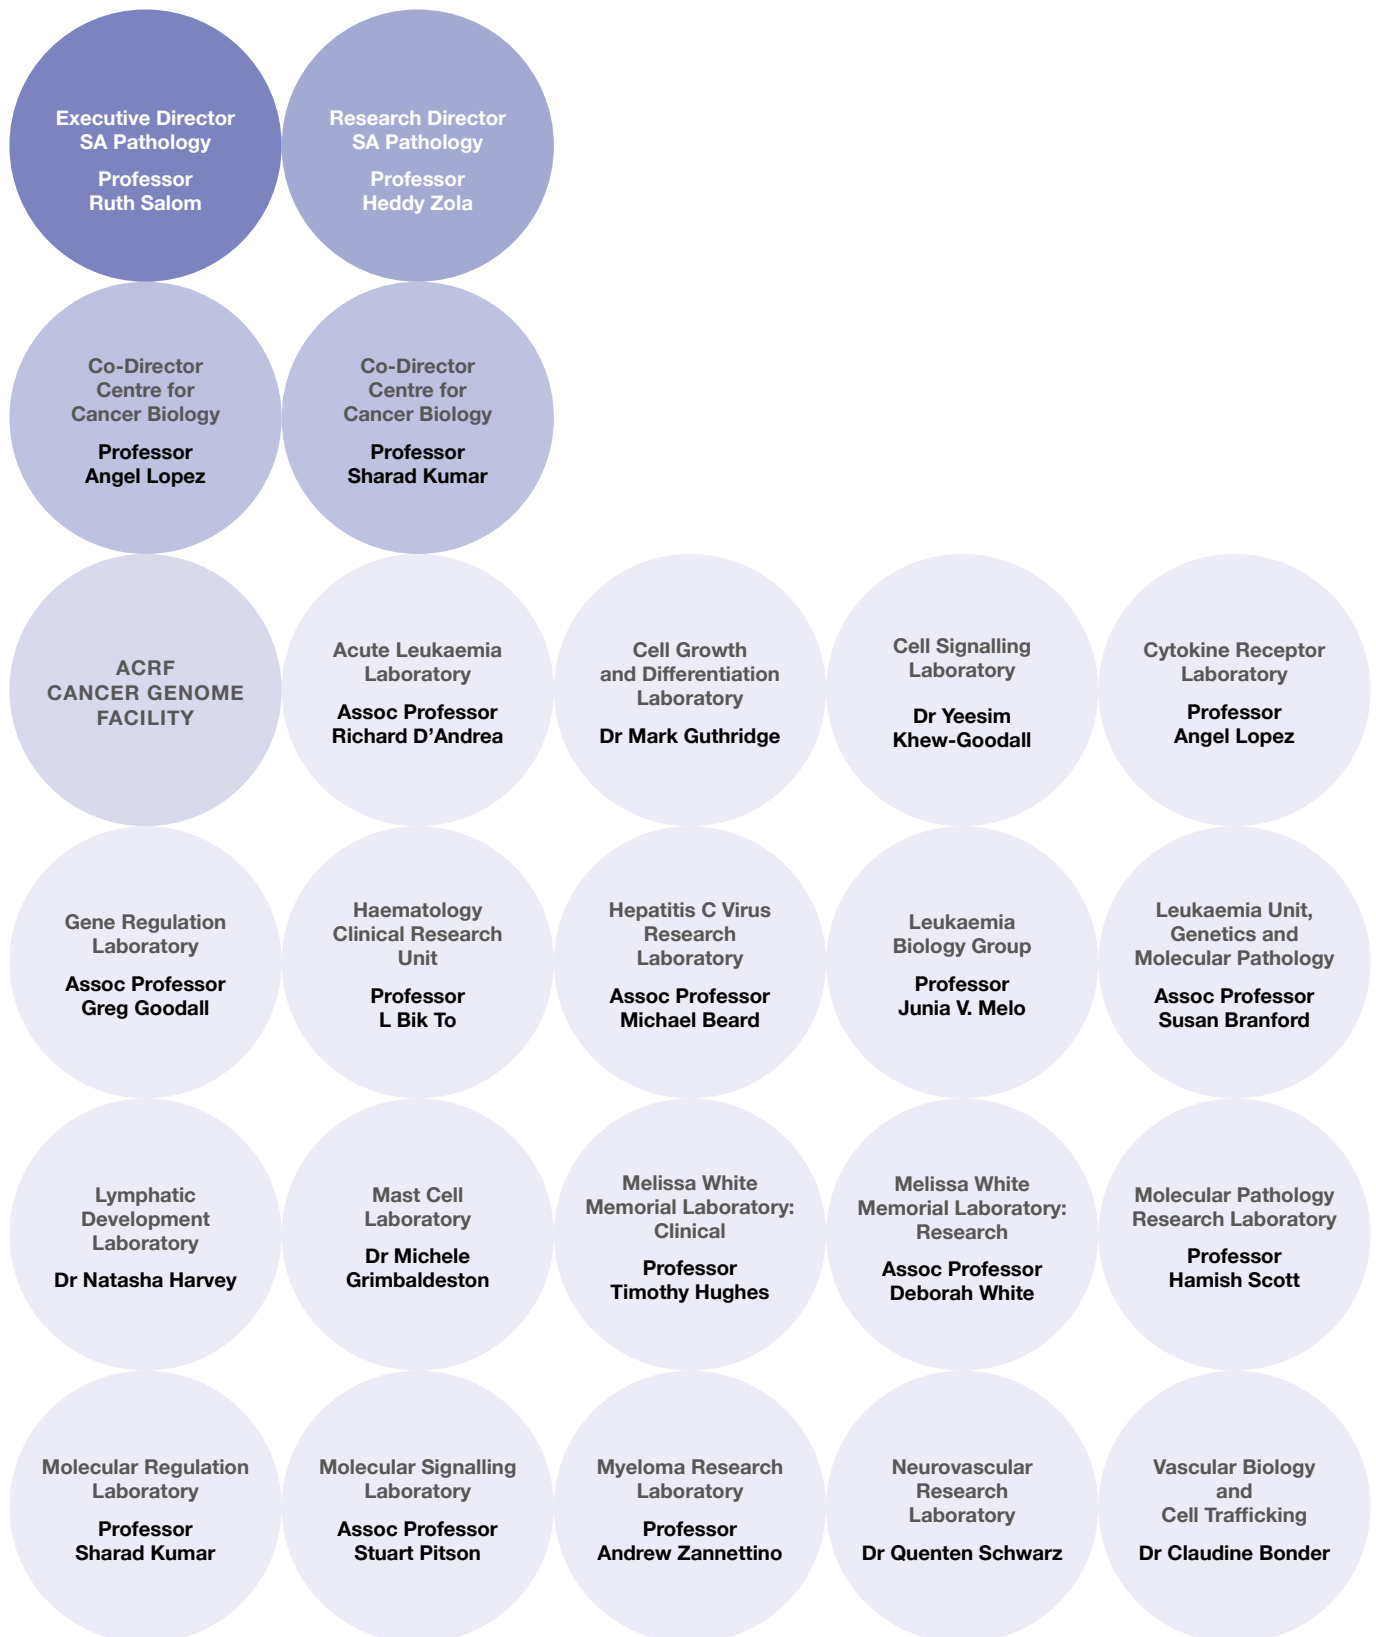 Executive Director
SA Pathology
Professor
Ruth Salom
Research Director
SA Pathology
Professor
Heddy Zola
Co-Director
Centre for
Cancer Biology
Professor
Angel Lopez
Co-Director
Centre for
Cancer Biology
Professor
Sharad Kumar
ACRF
CANCER GENOME
FACILITY
Acute Leukaemia
Laboratory
Assoc Professor
Richard D’Andrea
Cell Growth
and Differentiation
Laboratory
Dr Mark Guthridge
Cell Signalling
Laboratory
Dr Yeesim
Khew-Goodall
Cytokine Receptor
Laboratory
Professor
Angel Lopez
Gene Regulation
Laboratory
Assoc Professor
Greg Goodall
Haematology
Clinical Research
Unit
Professor
L Bik To
Hepatitis C Virus
Research
Laboratory
Assoc Professor
Michael Beard
Leukaemia
Biology Group
Professor
Junia V. Melo
Leukaemia Unit,
Genetics and
Molecular Pathology
Assoc Professor
Susan Branford
Lymphatic
Development
Laboratory
Dr Natasha Harvey
Mast Cell
Laboratory
Dr Michele
Grimbaldeston
Melissa White
Memorial Laboratory:
Clinical
Professor
Timothy Hughes
Melissa White
Memorial Laboratory:
Research
Assoc Professor
Deborah White
Molecular Pathology
Research Laboratory
Professor
Hamish Scott
Molecular Regulation
Laboratory
Professor
Sharad Kumar
Molecular Signalling
Laboratory
Assoc Professor
Stuart Pitson
Myeloma Research
Laboratory
Professor
Andrew Zannettino
Neurovascular
Research
Laboratory
Dr Quenten Schwarz
Vascular Biology
and
Cell Trafficking
Dr Claudine Bonder